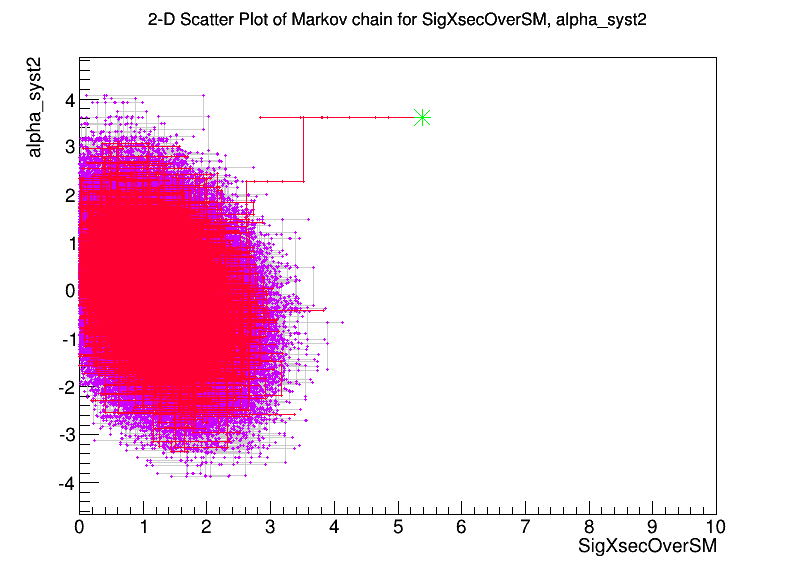 2-D Scatter Plot of Markov chain for SigXsecOverSM, alpha_syst2
alpha_syst2
4
3
2
1
0
-1
-2
-3
-4
0 1 2 3 4 5 6 7 8 9 10
SigXsecOverSM